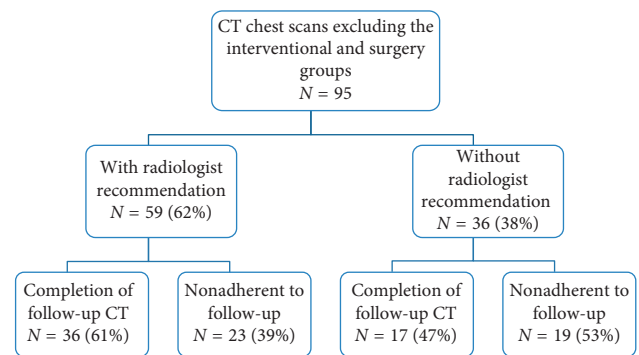 CT chest scans excluding the
interventional and surgery
groups
N = 95
With radiologist
recommendation
N = 59 (62%)
Without
radiologist
recommendation
N = 36 (38%)
Completion of
follow-up CT
N = 36 (61%)
Nonadherent to
follow-up
N = 23 (39%)
Completion of
follow-up CT
N = 17 (47%)
Nonadherent to
follow-up
N = 19 (53%)